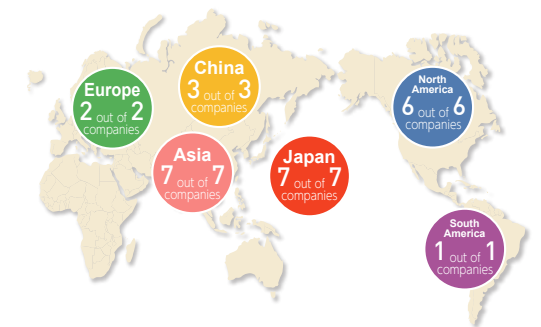 Europe
2 out of 2
companies
China
3 out of 3
companies
Asia
7 out of 7
companies
Japan
7 out of 7
companies
North
America
6 out of 6
companies
South
America
1 out of 1
companies